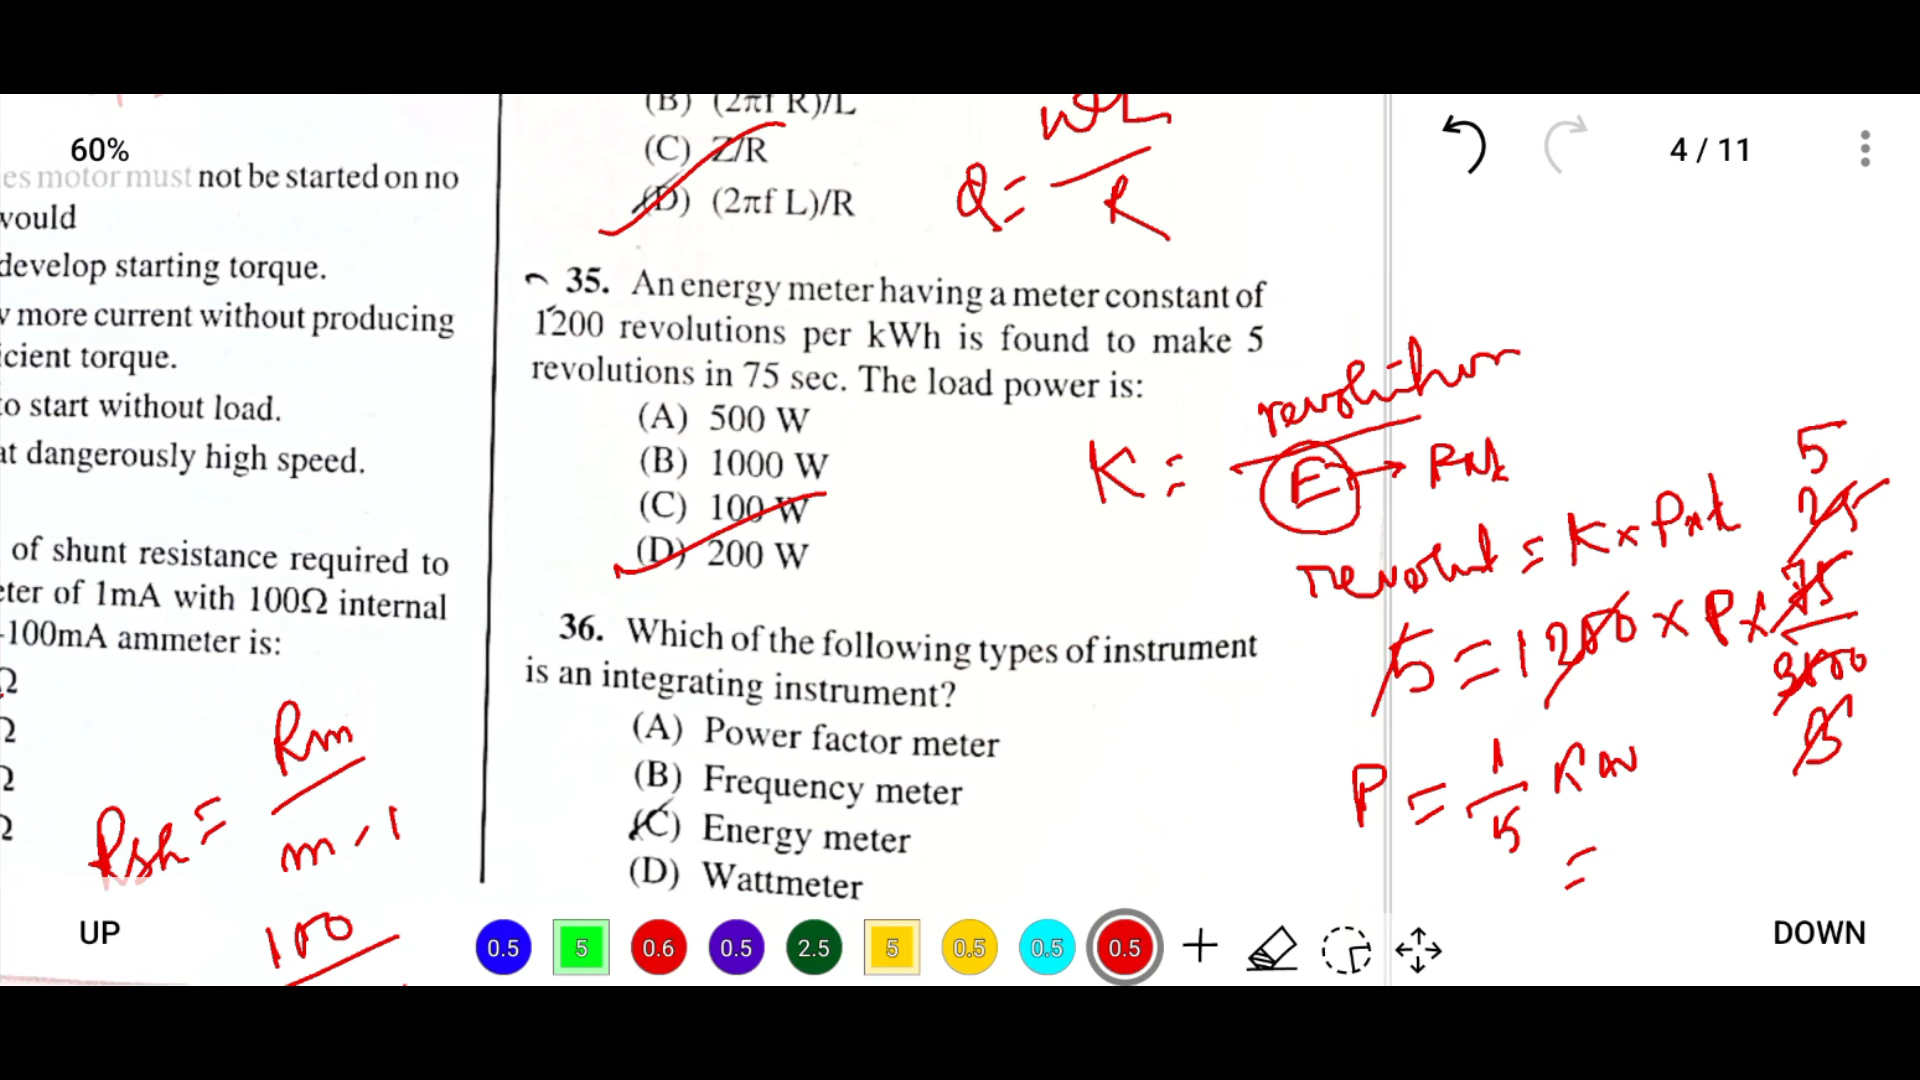 (B) (2πf R)/L
60%
(C) Z/R
es motor must not be started on no
would
(D) (2πf L)/R
Q = / R
4 / 11
develop starting torque.
35. An energy meter having a meter constant of
more current without producing
1200 revolutions per kWh is found to make 5
icient torque.
revolutions in 75 sec. The load power is:
to start without load.
(A) 500 W
at dangerously high speed.
(B) 1000 W
(C) 100 W
(D) 200 W
K = revolution / E → P×t
= K × P×t
5 = 1200 × P × 75 / 3600
25
5
3
P = 1/5 kW
=
of shunt resistance required to
eter of 1mA with 100Ω internal
-100mA ammeter is:
Ω
Ω
Ω
Ω
Rsh = Rm / m - 1
100
36. Which of the following types of instrument
is an integrating instrument?
(A) Power factor meter
(B) Frequency meter
(C) Energy meter
(D) Wattmeter
UP
0.5 5 0.6 0.5 2.5 5 0.5 0.5 0.5
DOWN